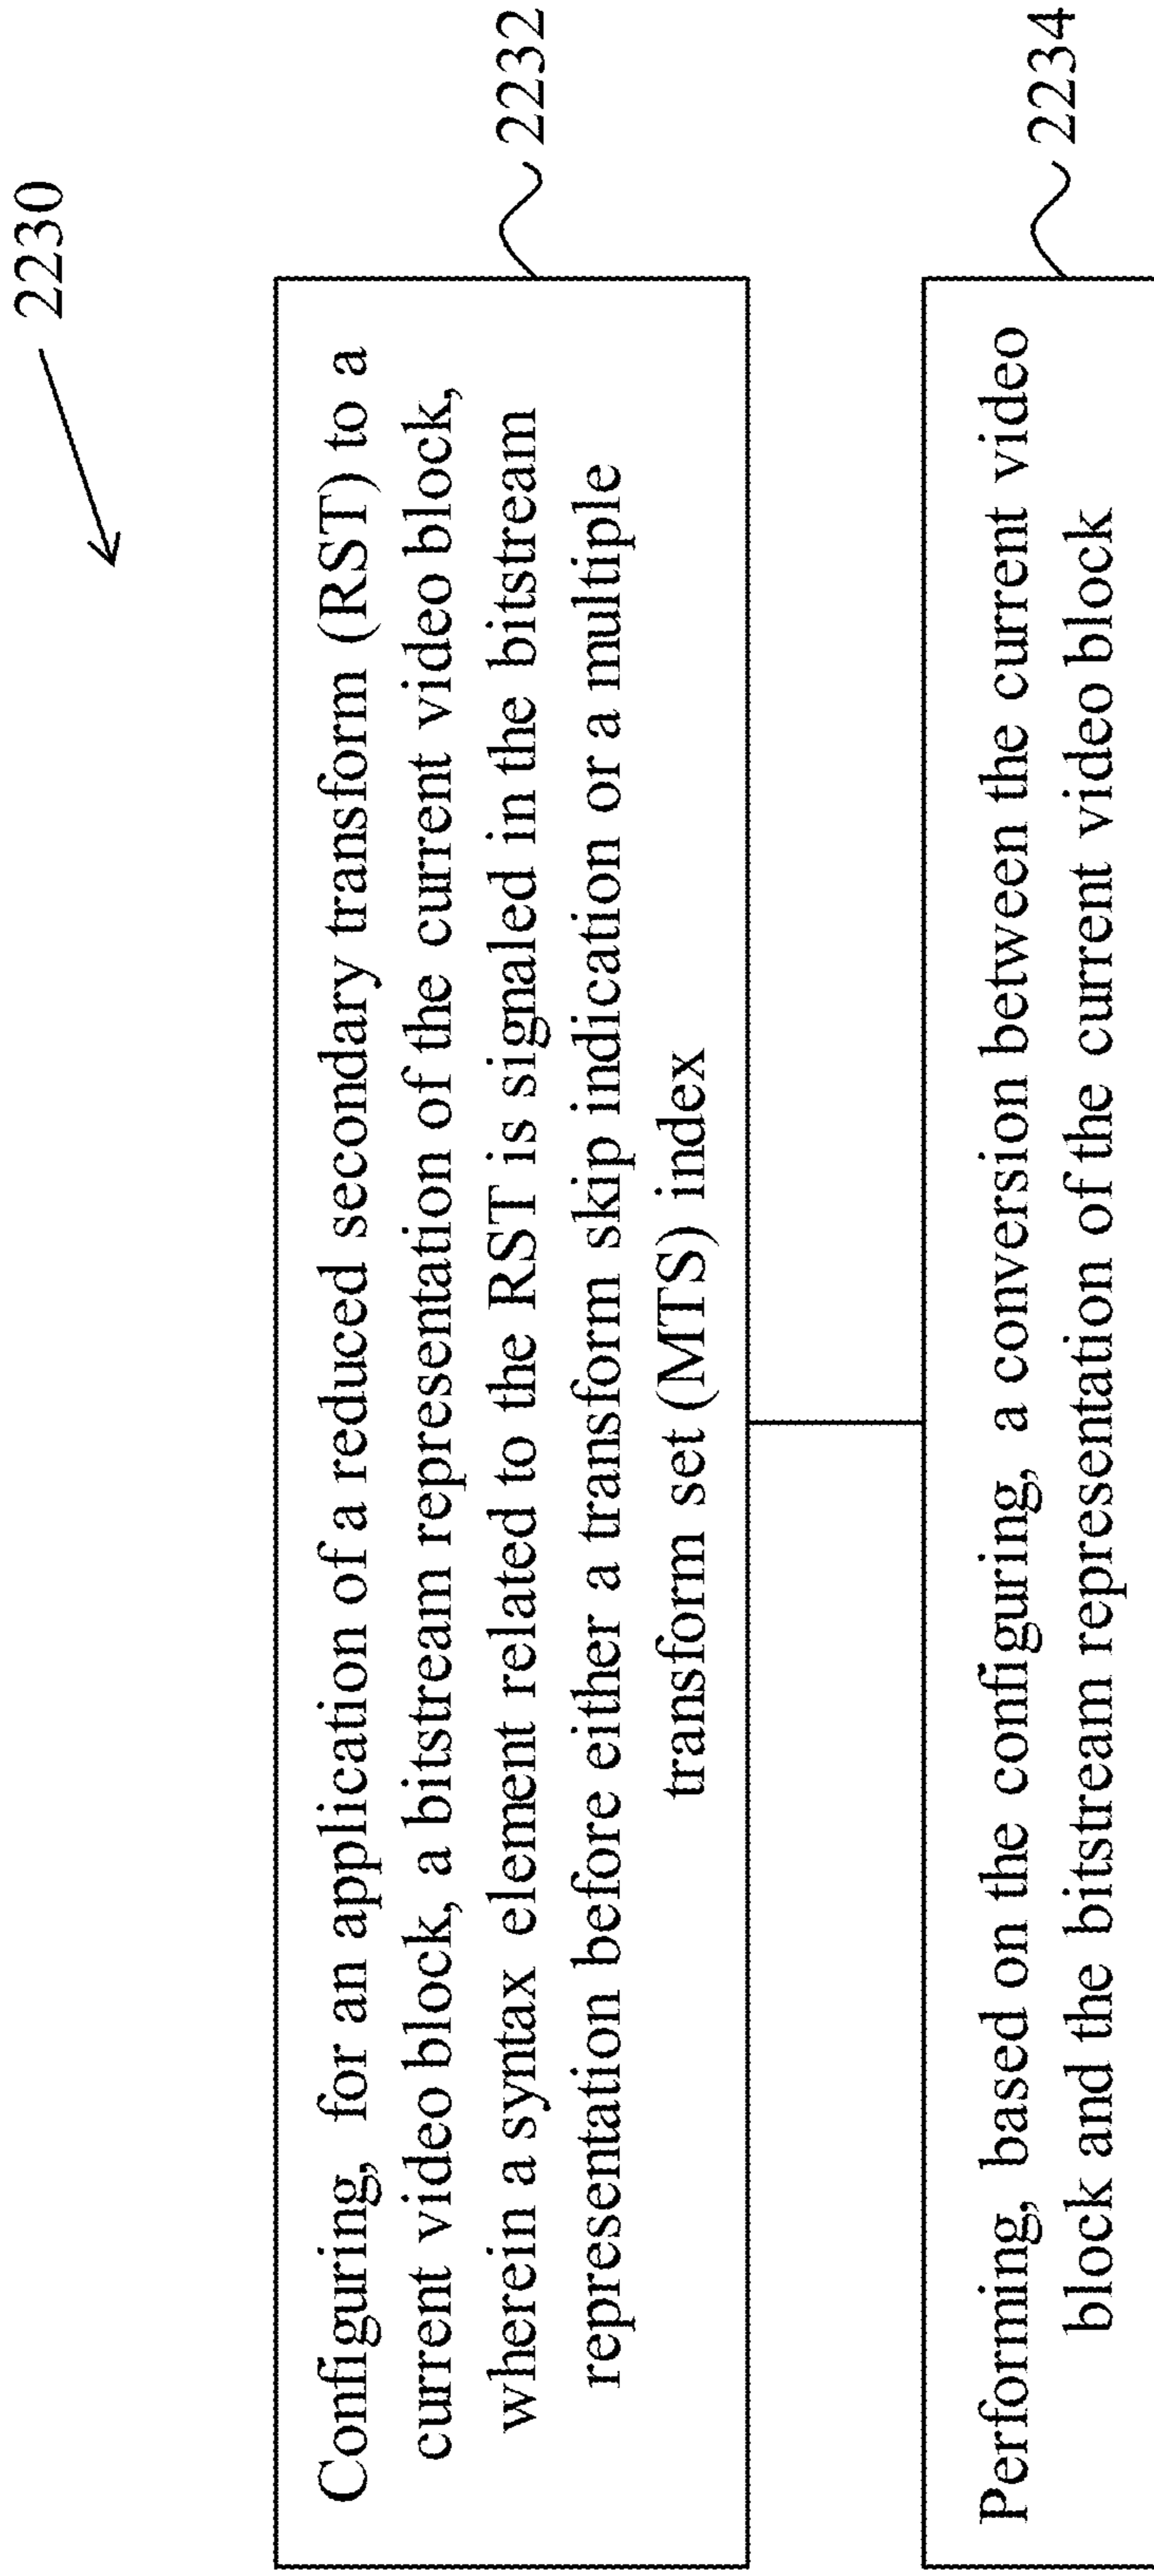 2230
Configuring, for an application of a reduced secondary transform (RST) to a
current video block, a bitstream representation of the current video block,
wherein a syntax element related to the RST is signaled in the bitstream
representation before either a transform skip indication or a multiple
transform set (MTS) index
2232
Performing, based on the configuring, a conversion between the current video
block and the bitstream representation of the current video block
2234